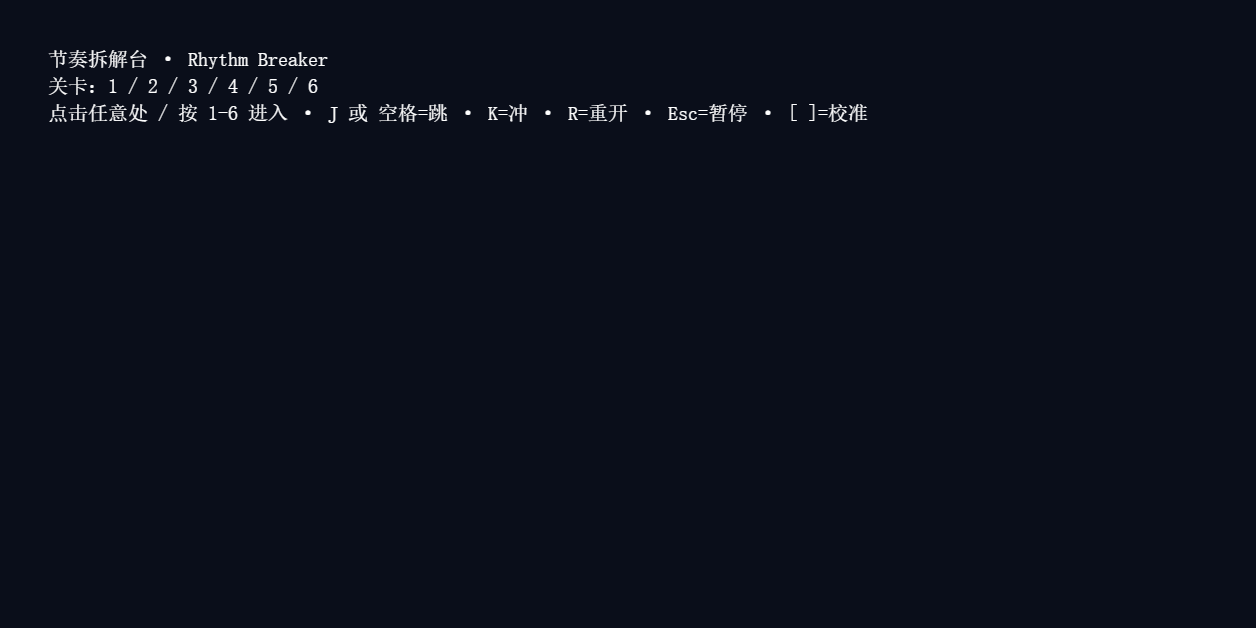 节奏拆解台 · Rhythm Breaker
关卡：1 / 2 / 3 / 4 / 5 / 6
点击任意处 / 按 1-6 进入 · J 或 空格=跳 · K=冲 · R=重开 · Esc=暂停 · [ ]=校准